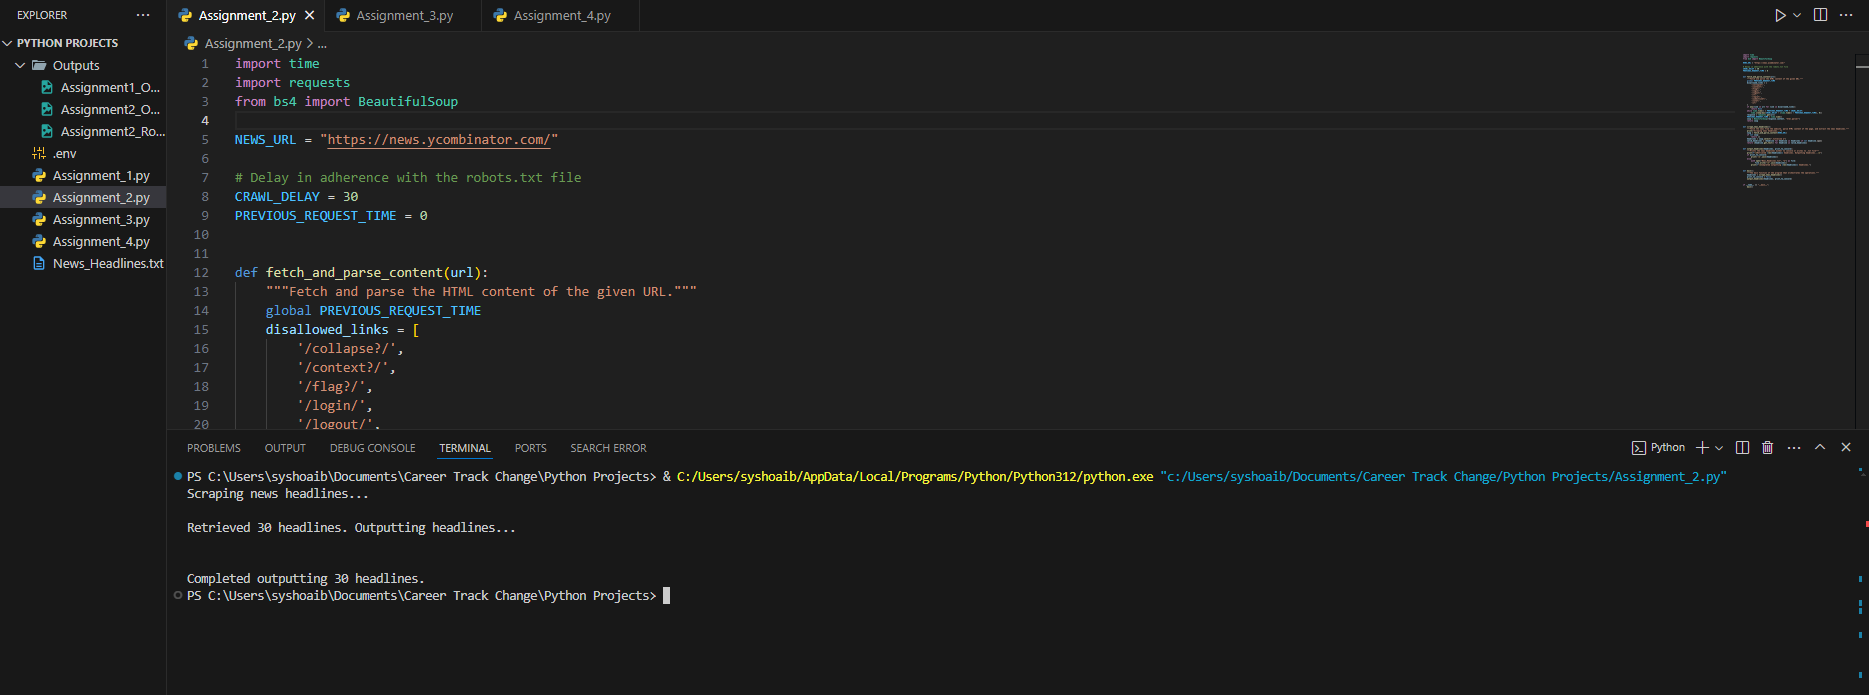 EXPLORER
PYTHON PROJECTS
Outputs
Assignment1_O...
Assignment2_O...
Assignment2_Ro...
.env
Assignment_1.py
Assignment_2.py
Assignment_3.py
Assignment_4.py
News_Headlines.txt
Assignment_2.py Assignment_3.py Assignment_4.py
Assignment_2.py > ...
1 import time
2 import requests
3 from bs4 import BeautifulSoup
4
5 NEWS_URL = "https://news.ycombinator.com/"
6
7 # Delay in adherence with the robots.txt file
8 CRAWL_DELAY = 30
9 PREVIOUS_REQUEST_TIME = 0
10
11
12 def fetch_and_parse_content(url):
13 """Fetch and parse the HTML content of the given URL."""
14 global PREVIOUS_REQUEST_TIME
15 disallowed_links = [
16 '/collapse?/',
17 '/context?/',
18 '/flag?/',
19 '/login/',
20 '/logout/',
PROBLEMS OUTPUT DEBUG CONSOLE TERMINAL PORTS SEARCH ERROR Python
PS C:\Users\syshoaib\Documents\Career Track Change\Python Projects> & C:/Users/syshoaib/AppData/Local/Programs/Python/Python312/python.exe "c:/Users/syshoaib/Documents/Career Track Change/Python Projects/Assignment_2.py"
Scraping news headlines...
Retrieved 30 headlines. Outputting headlines...
Completed outputting 30 headlines.
PS C:\Users\syshoaib\Documents\Career Track Change\Python Projects>